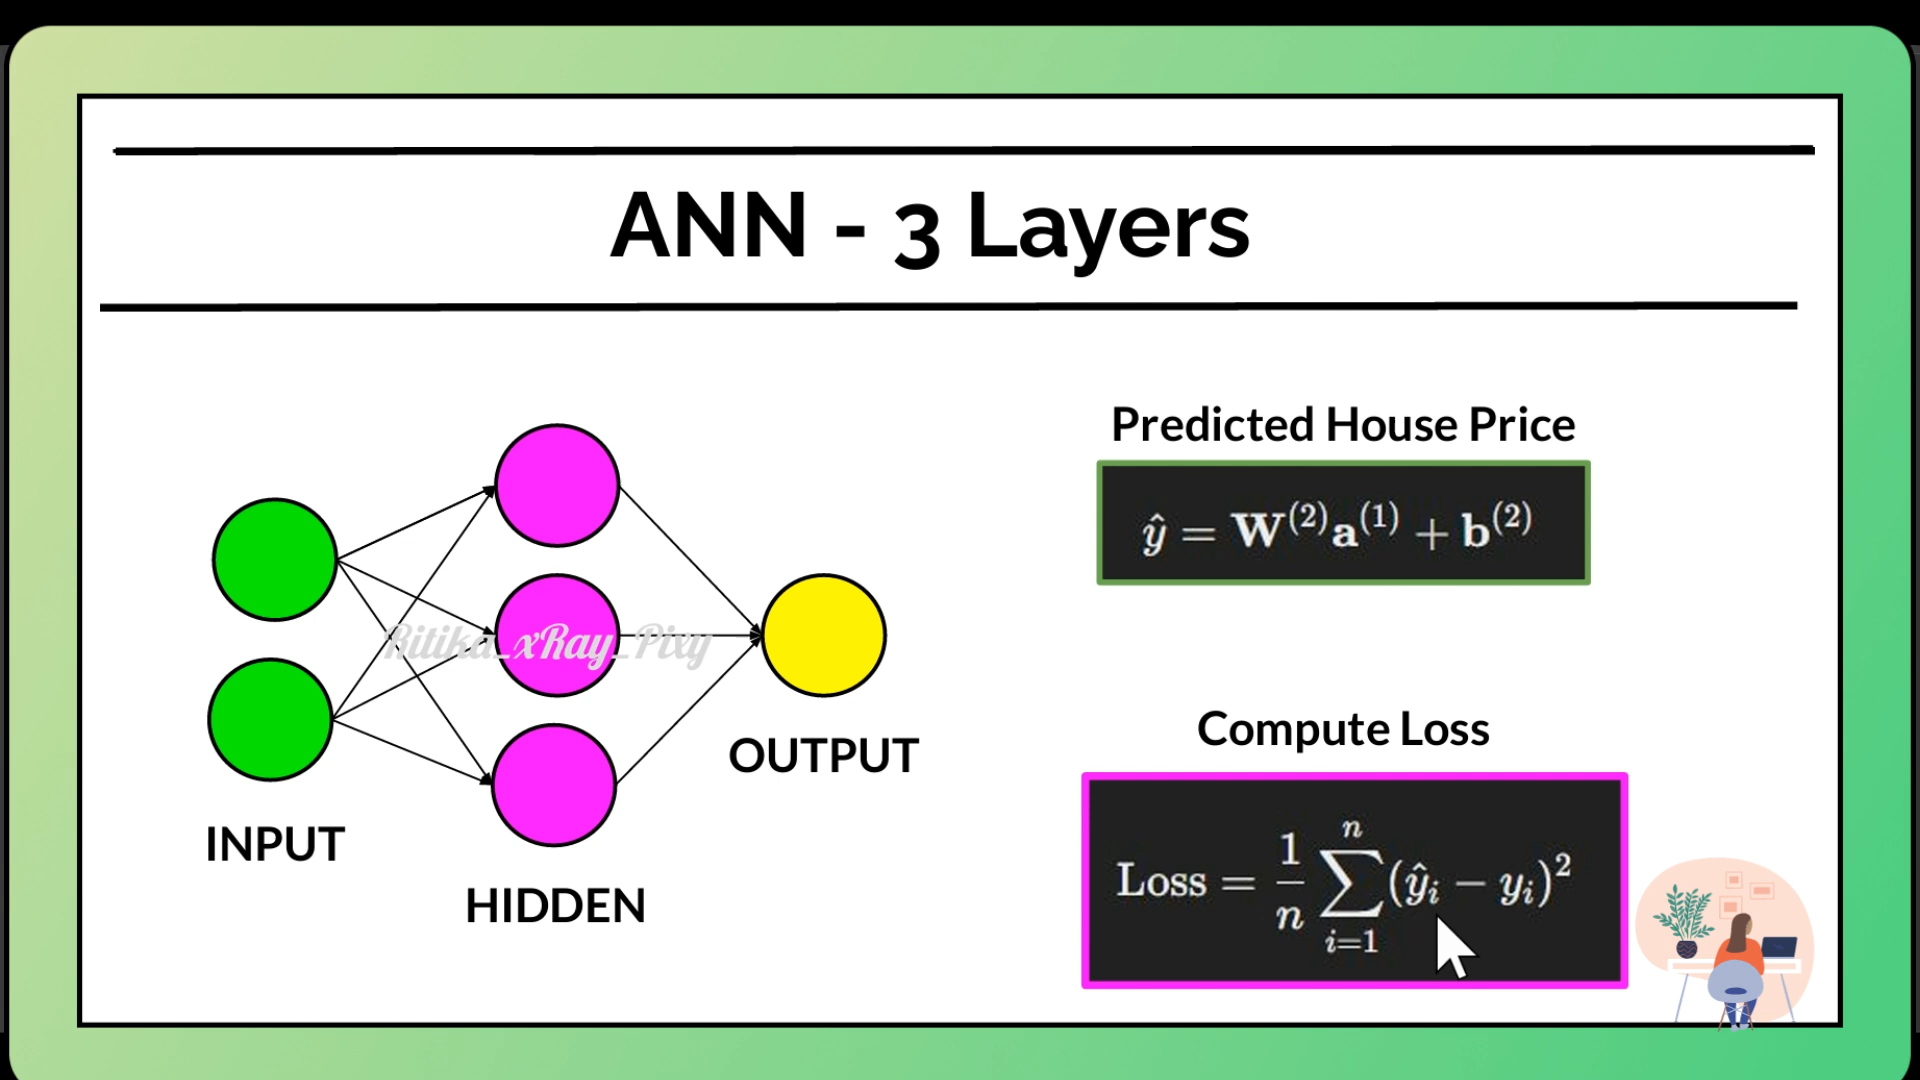 ANN - 3 Layers
Predicted House Price
ŷ = W⁽²⁾a⁽¹⁾ + b⁽²⁾
Ritika_xRay_Pixy
OUTPUT
INPUT
HIDDEN
Compute Loss
Loss = 1/n ∑ᵢ₌₁ⁿ (ŷᵢ − yᵢ)²